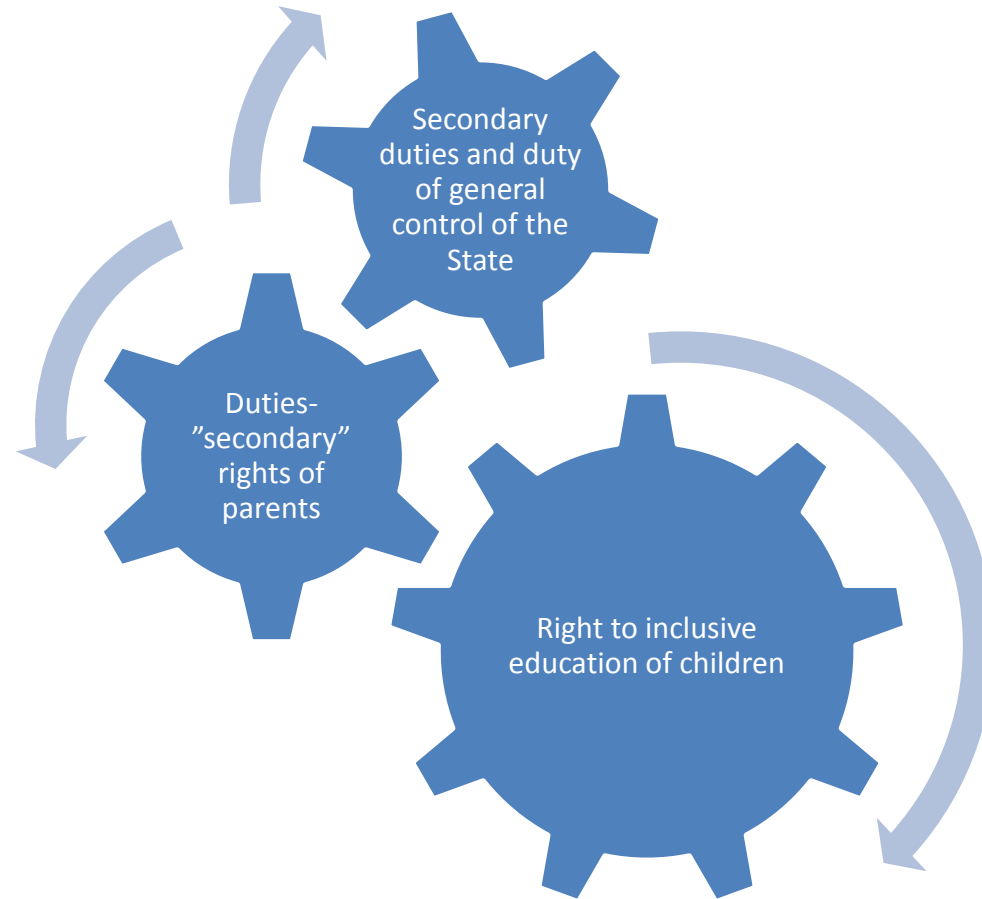 Secondary
duties and duty
of general
control of the
State
Duties-
”secondary”
rights of
parents
Right to inclusive
education of children